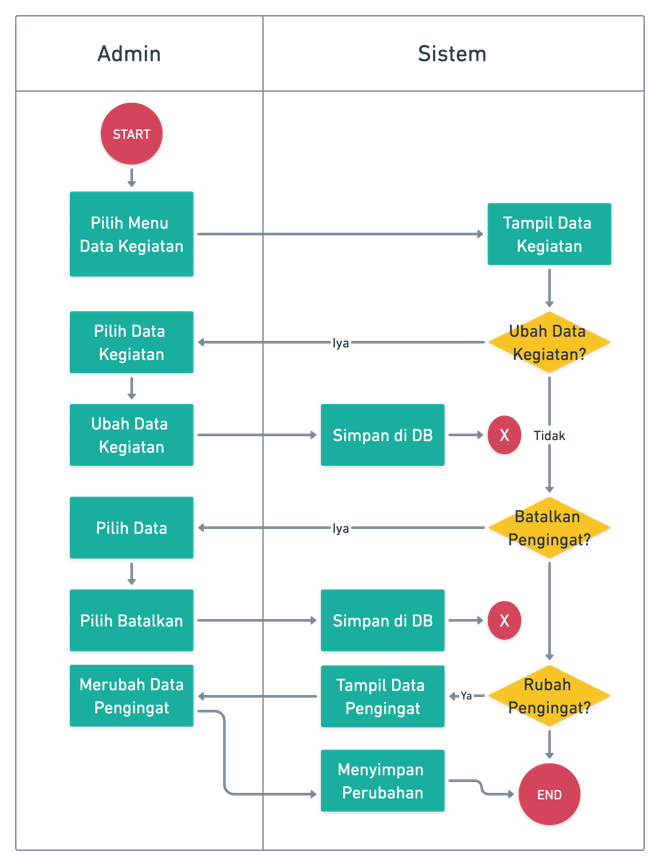 Admin
Sistem
START
Pilih Menu
Data Kegiatan
Tampil Data
Kegiatan
Pilih Data
Kegiatan
Iya
Ubah Data
Kegiatan?
Ubah Data
Kegiatan
Simpan di DB
X
Tidak
Pilih Data
Iya
Batalkan
Pengingat?
Pilih Batalkan
Simpan di DB
X
Merubah Data
Pengingat
Tampil Data
Pengingat
Ya
Rubah
Pengingat?
Menyimpan
Perubahan
END